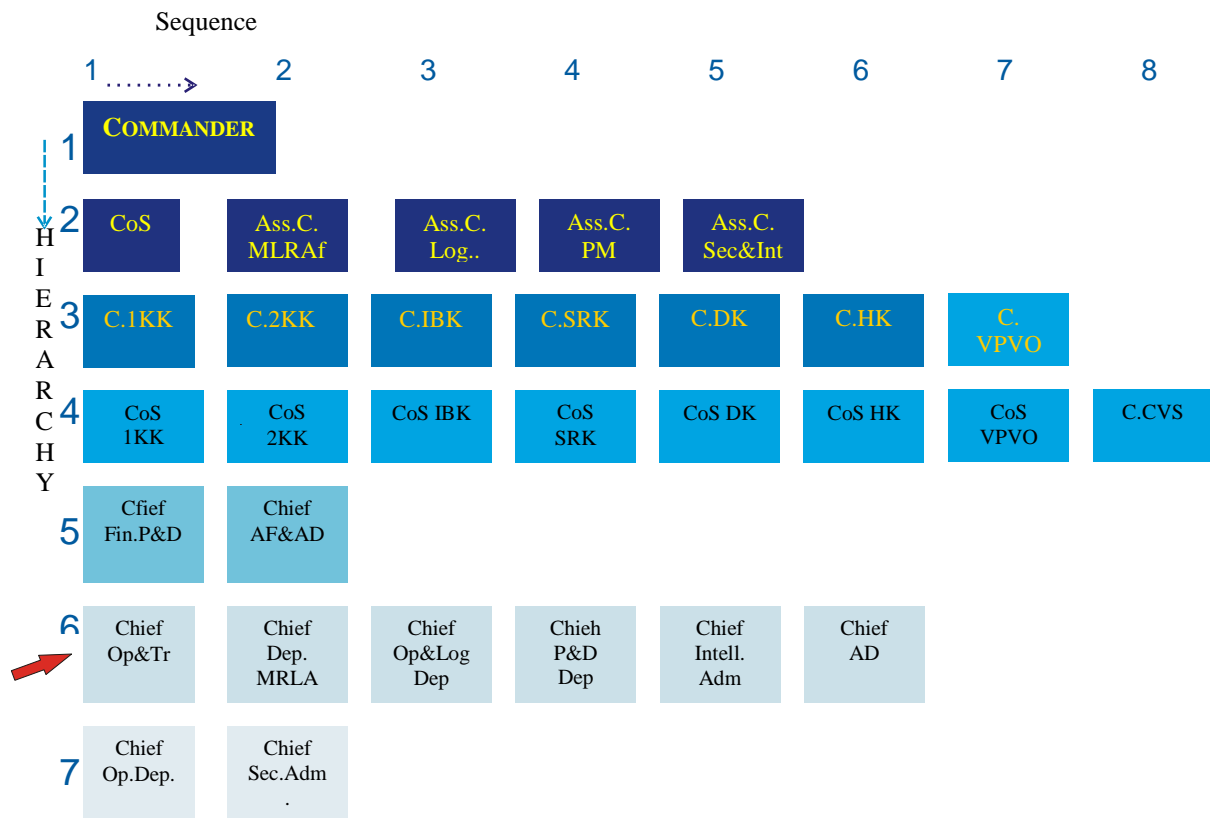 Sequence
1 2 3 4 5 6 7 8
HIERARCHY
1
COMMANDER
2
CoS
Ass.C.
MLRAf
Ass.C.
Log..
Ass.C.
PM
Ass.C.
Sec&Int
3
C.1KK
C.2KK
C.IBK
C.SRK
C.DK
C.HK
C.
VPVO
4
CoS
1KK
CoS
2KK
CoS IBK
CoS
SRK
CoS DK
CoS HK
CoS
VPVO
C.CVS
5
Cfief
Fin.P&D
Chief
AF&AD
6
Chief
Op&Tr
Chief
Dep.
MRLA
Chief
Op&Log
Dep
Chieh
P&D
Dep
Chief
Intell.
Adm
Chief
AD
7
Chief
Op.Dep.
Chief
Sec.Adm
.